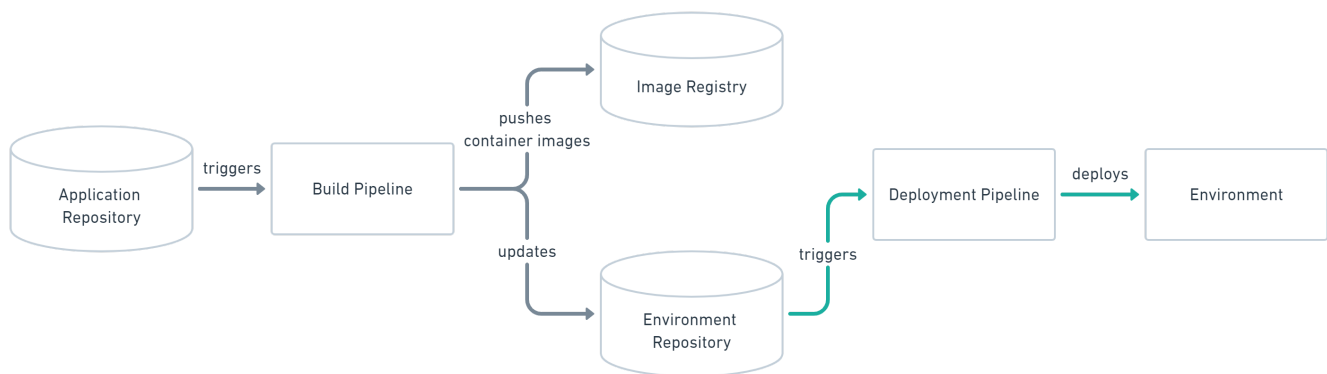 Application
Repository
triggers
Build Pipeline
pushes
container images
Image Registry
updates
Environment
Repository
triggers
Deployment Pipeline
deploys
Environment